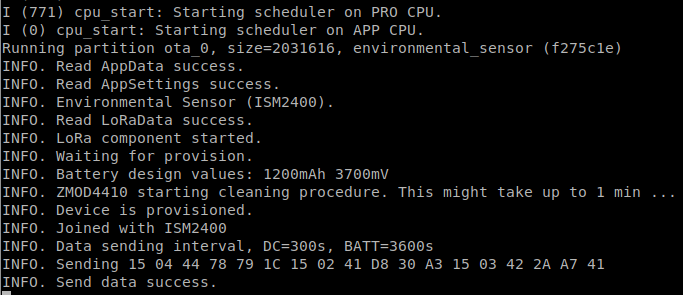 I (771) cpu_start: Starting scheduler on PRO CPU.
I (0) cpu_start: Starting scheduler on APP CPU.
Running partition ota_0, size=2031616, environmental_sensor (f275c1e)
INFO. Read AppData success.
INFO. Read AppSettings success.
INFO. Environmental Sensor (ISM2400).
INFO. Read LoRaData success.
INFO. LoRa component started.
INFO. Waiting for provision.
INFO. Battery design values: 1200mAh 3700mV
INFO. ZMOD4410 starting cleaning procedure. This might take up to 1 min ...
INFO. Device is provisioned.
INFO. Joined with ISM2400
INFO. Data sending interval, DC=300s, BATT=3600s
INFO. Sending 15 04 44 78 79 1C 15 02 41 D8 30 A3 15 03 42 2A A7 41
INFO. Send data success.